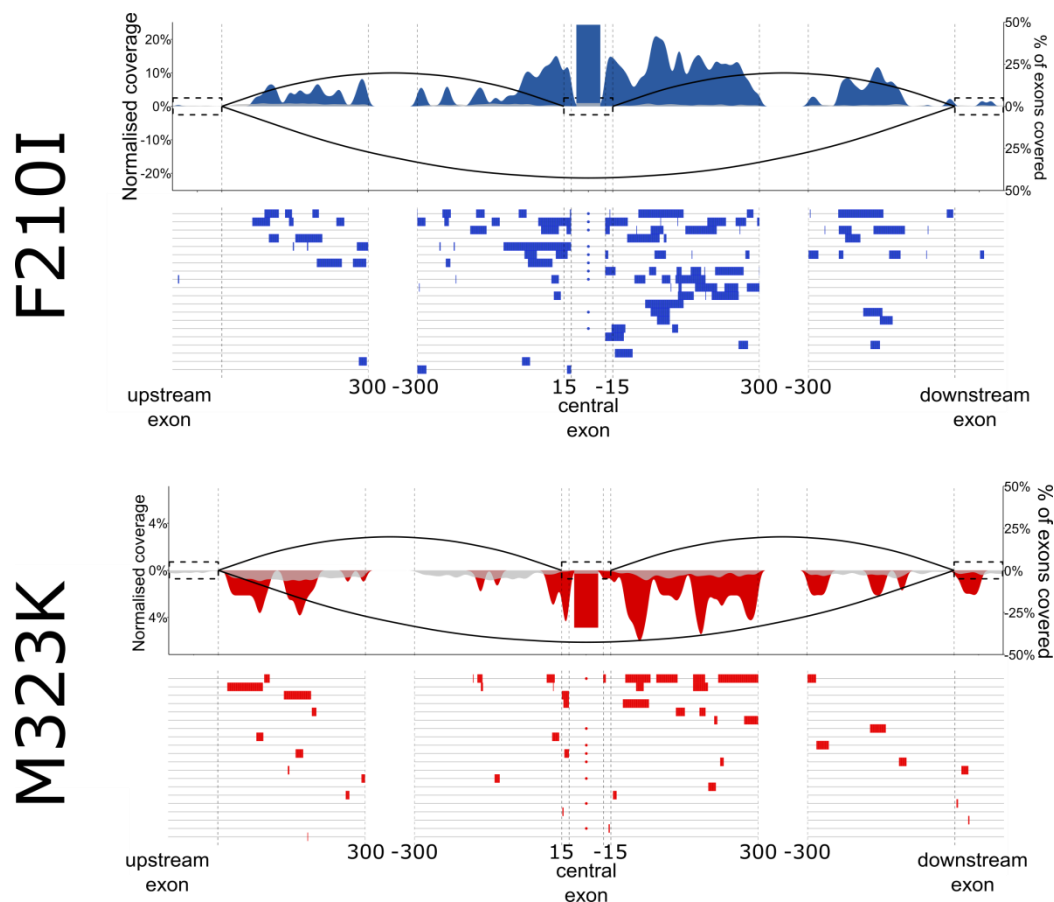 F210I
Normalised coverage
20%
10%
0%
-10%
-20%
50%
25%
0%
25%
50%
% of exons covered
300 -300 15 -15 300 -300
upstream exon
central exon
downstream exon
M323K
Normalised coverage
4%
0%
4%
50%
25%
0%
-25%
-50%
% of exons covered
300 -300 15 -15 300 -300
upstream exon
central exon
downstream exon